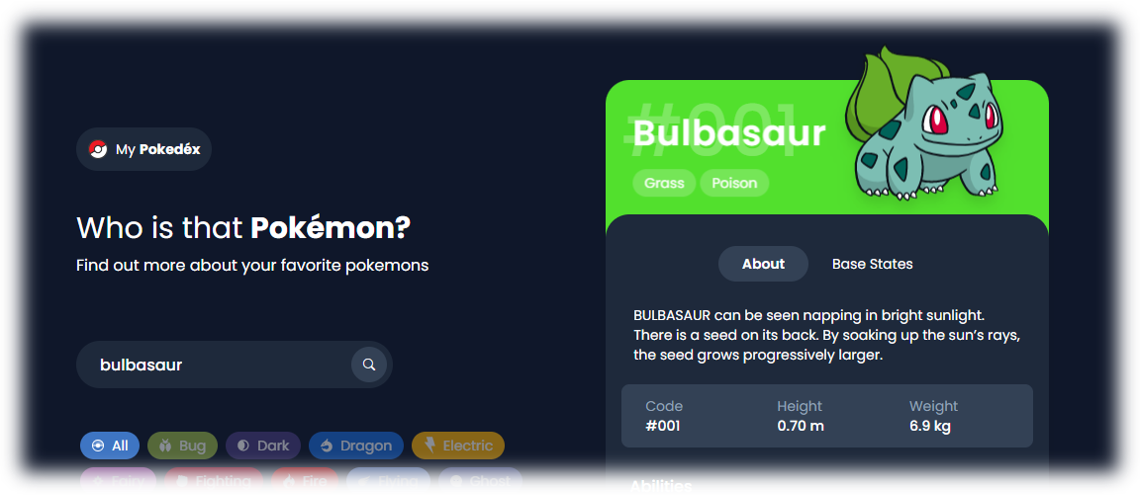 My Pokedéx
Who is that Pokémon?
Find out more about your favorite pokemons
bulbasaur
All Bug Dark Dragon Electric
Fairy Fighting Fire Flying Ghost
#001
Bulbasaur
Grass Poison
About Base States
BULBASAUR can be seen napping in bright sunlight.
There is a seed on its back. By soaking up the sun’s rays,
the seed grows progressively larger.
Code Height Weight
#001 0.70 m 6.9 kg
Abilities